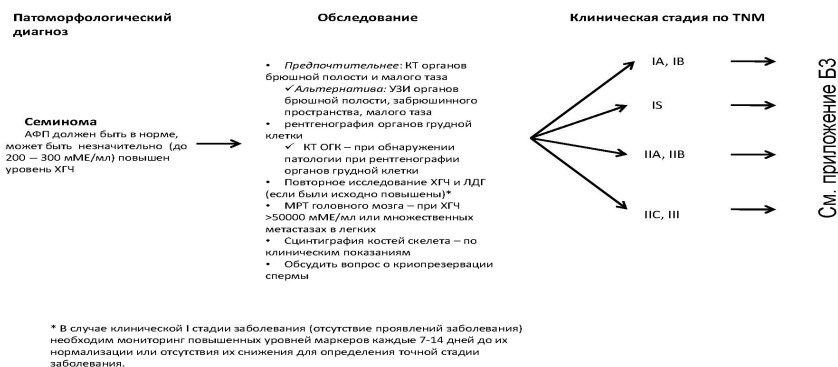 Патоморфологический
диагноз
Обследование
Клиническая стадия по TNM
Семинома
АФП должен быть в норме,
может быть незначительно (до
200 — 300 мМЕ/мл) повышен
уровень ХГЧ
• Предпочтительнее: КТ органов
брюшной полости и малого таза
✓Альтернатива: УЗИ органов
брюшной полости, забрюшинного
пространства, малого таза
• рентгенография органов грудной
клетки
✓ КТ ОГК – при обнаружении
патологии при рентгенографии
органов грудной клетки
• Повторное исследование ХГЧ и ЛДГ
(если были исходно повышены)*
• МРТ головного мозга – при ХГЧ
>50000 мМЕ/мл или множественных
метастазах в легких
• Сцинтиграфия костей скелета – по
клиническим показаниям
• Обсудить вопрос о криопрезервации
спермы
IA, IB
IS
IIA, IIB
IIC, III
См. приложение Б3
* В случае клинической I стадии заболевания (отсутствие проявлений заболевания)
необходим мониторинг повышенных уровней маркеров каждые 7-14 дней до их
нормализации или отсутствия их снижения для определения точной стадии
заболевания.